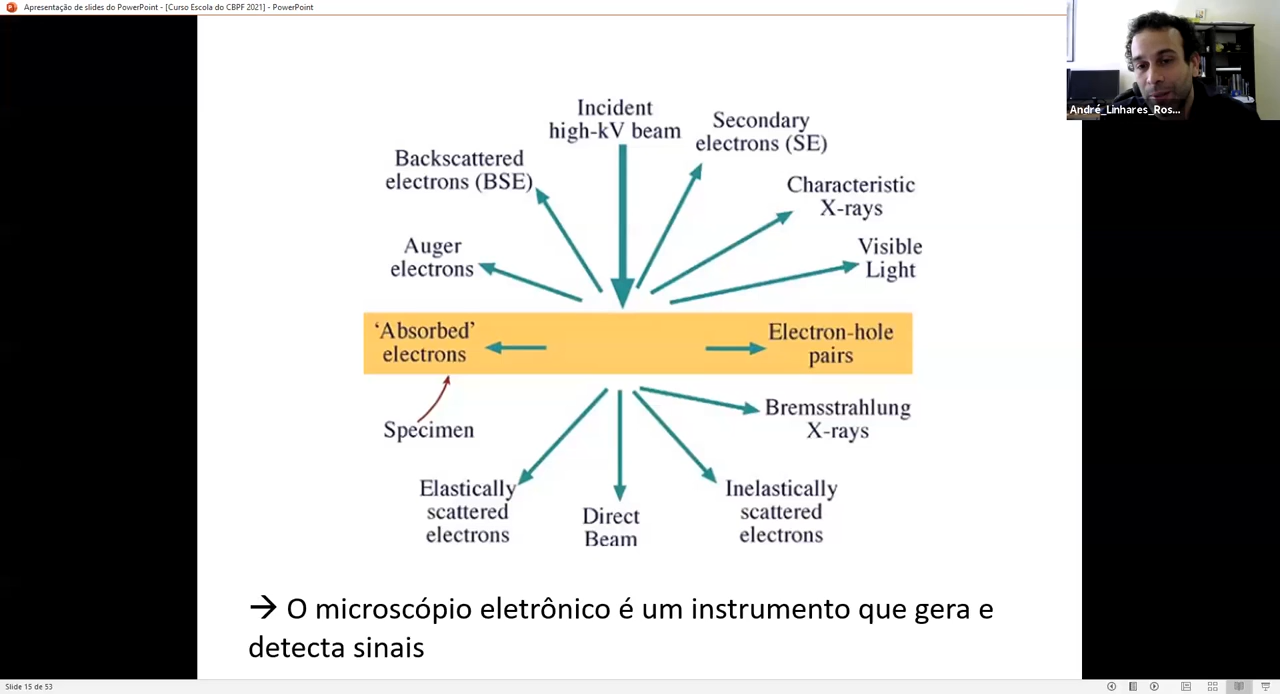 Apresentação de slides do PowerPoint - [Curso Escola do CBPF 2021] - PowerPoint
André_Linhares_Ros...
Incident
high-kV beam
Secondary
electrons (SE)
Backscattered
electrons (BSE)
Characteristic
X-rays
Auger
electrons
Visible
Light
‘Absorbed’
electrons
Electron-hole
pairs
Specimen
Bremsstrahlung
X-rays
Elastically
scattered
electrons
Direct
Beam
Inelastically
scattered
electrons
→ O microscópio eletrônico é um instrumento que gera e
detecta sinais
Slide 15 de 53